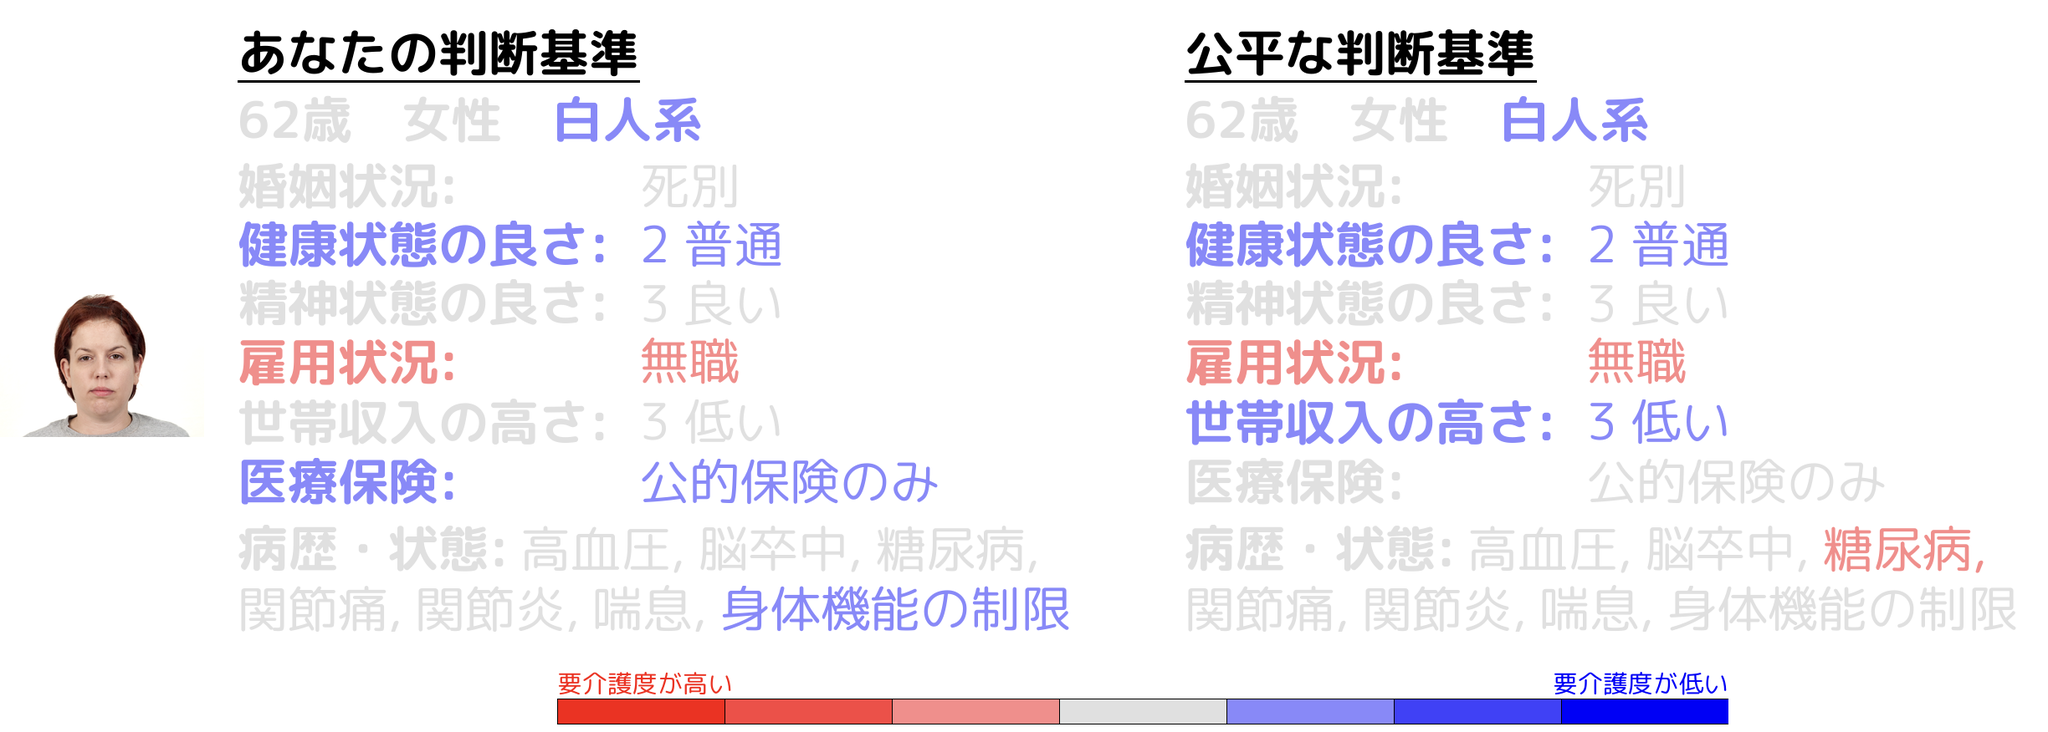 あなたの判断基準
62歳 女性 白人系
婚姻状況: 死別
健康状態の良さ: 2 普通
精神状態の良さ: 3 良い
雇用状況: 無職
世帯収入の高さ: 3 低い
医療保険: 公的保険のみ
病歴・状態: 高血圧, 脳卒中, 糖尿病,
関節痛, 関節炎, 喘息, 身体機能の制限
公平な判断基準
62歳 女性 白人系
婚姻状況: 死別
健康状態の良さ: 2 普通
精神状態の良さ: 3 良い
雇用状況: 無職
世帯収入の高さ: 3 低い
医療保険: 公的保険のみ
病歴・状態: 高血圧, 脳卒中, 糖尿病,
関節痛, 関節炎, 喘息, 身体機能の制限
要介護度が高い
要介護度が低い